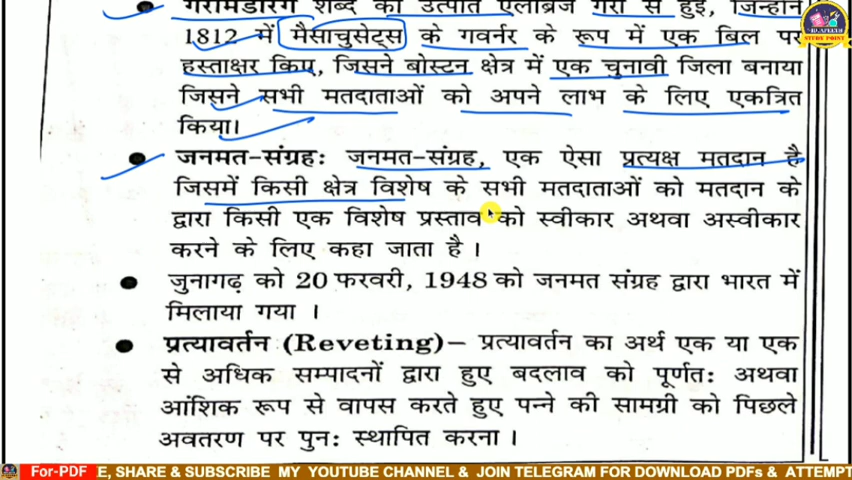 गैरीमेंडरिंग शब्द की उत्पत्ति एलब्रिज गैरी से हुई, जिन्होंने
1812 में मैसाचुसेट्स के गवर्नर के रूप में एक बिल पर
हस्ताक्षर किए, जिसने बोस्टन क्षेत्र में एक चुनावी जिला बनाया
जिसने सभी मतदाताओं को अपने लाभ के लिए एकत्रित
किया।
जनमत-संग्रह: जनमत-संग्रह, एक ऐसा प्रत्यक्ष मतदान है
जिसमें किसी क्षेत्र विशेष के सभी मतदाताओं को मतदान के
द्वारा किसी एक विशेष प्रस्ताव को स्वीकार अथवा अस्वीकार
करने के लिए कहा जाता है ।
जुनागढ़ को 20 फरवरी, 1948 को जनमत संग्रह द्वारा भारत में
मिलाया गया ।
प्रत्यावर्तन (Reveting)– प्रत्यावर्तन का अर्थ एक या एक
से अधिक सम्पादनों द्वारा हुए बदलाव को पूर्णत: अथवा
आंशिक रूप से वापस करते हुए पन्ने की सामग्री को पिछले
अवतरण पर पुन: स्थापित करना ।
STUDY POINT
For-PDF E, SHARE & SUBSCRIBE MY YOUTUBE CHANNEL & JOIN TELEGRAM FOR DOWNLOAD PDFs & ATTEMPT